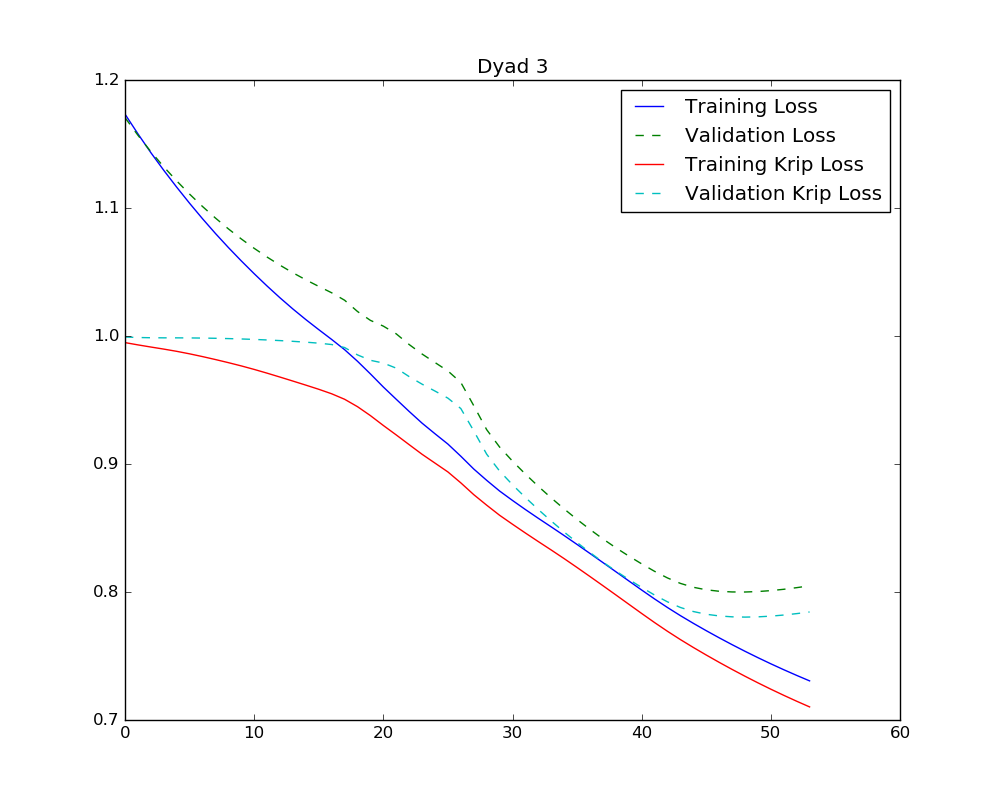 Dyad 3
1.2
1.1
1.0
0.9
0.8
0.7
Training Loss
Validation Loss
Training Krip Loss
Validation Krip Loss
0 10 20 30 40 50 60